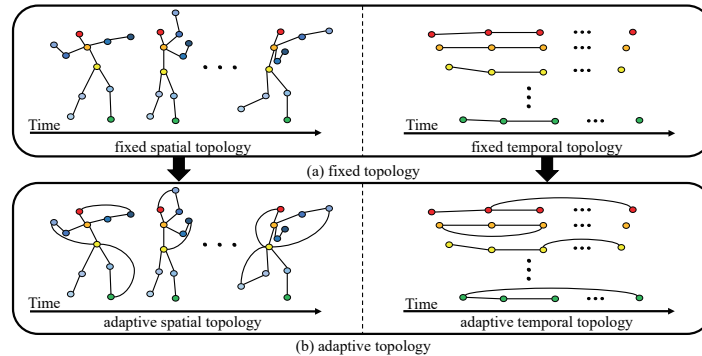 Time
fixed spatial topology
Time
fixed temporal topology
(a) fixed topology
Time
adaptive spatial topology
Time
adaptive temporal topology
(b) adaptive topology